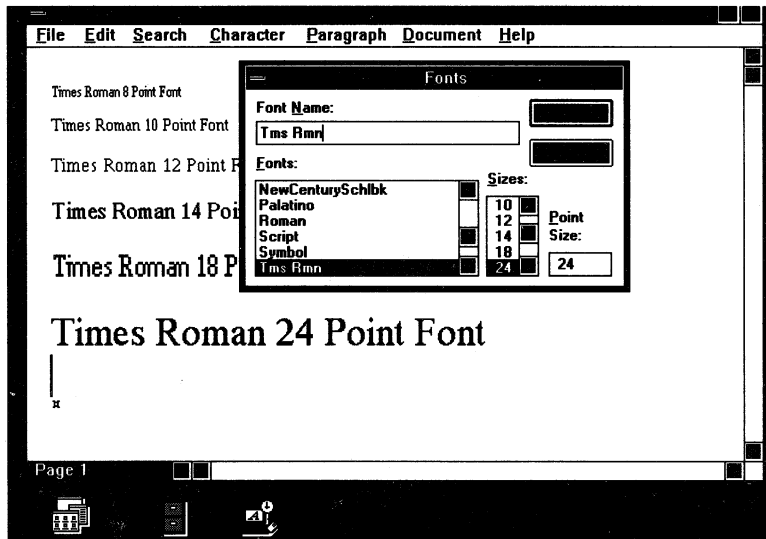 File Edit Search Character Paragraph Document Help
Times Roman 8 Point Font
Times Roman 10 Point Font
Times Roman 12 Point F
Times Roman 14 Poi
Times Roman 18 P
Times Roman 24 Point Font
¤
Fonts
Font Name:
Tms Rmn
Fonts:
NewCenturySchlbk
Palatino
Roman
Script
Symbol
Tms Rmn
Sizes:
10
12
14
18
24
Point
Size:
24
Page 1
A